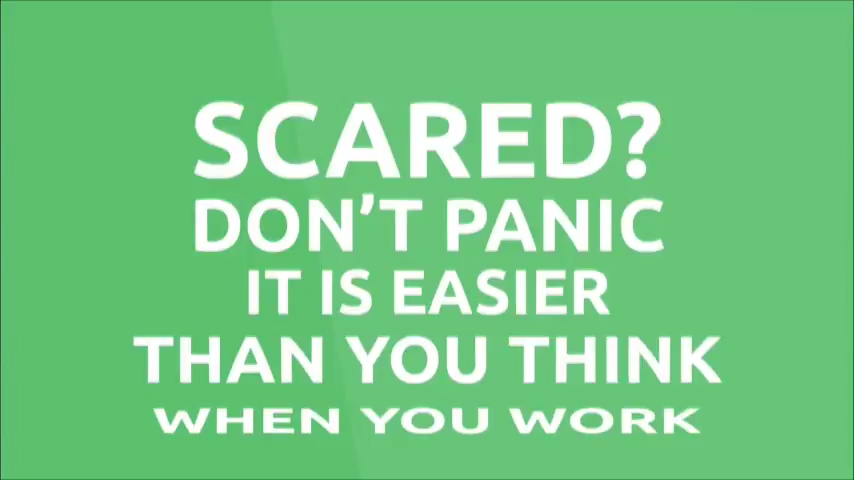 SCARED?
DON'T PANIC
IT IS EASIER
THAN YOU THINK
WHEN YOU WORK